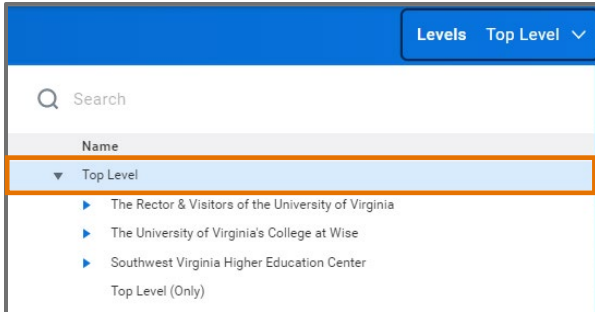 Levels Top Level
Search
Name
Top Level
The Rector & Visitors of the University of Virginia
The University of Virginia's College at Wise
Southwest Virginia Higher Education Center
Top Level (Only)